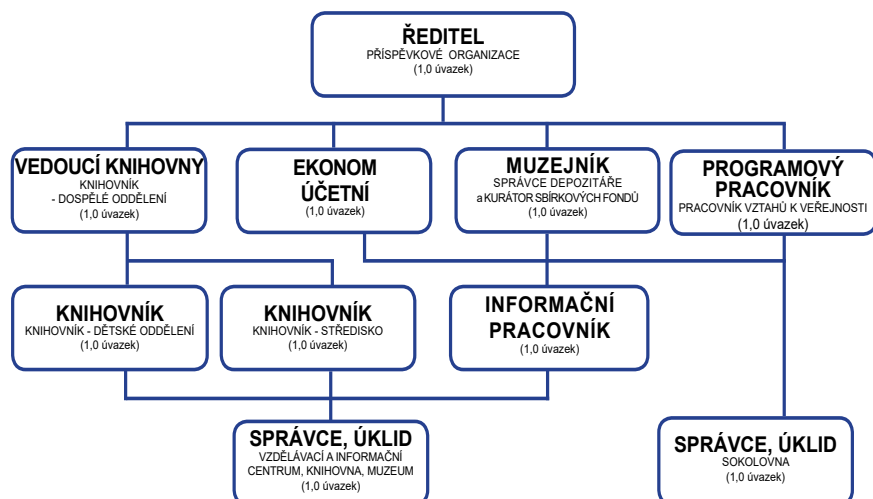 ŘEDITEL
PŘÍSPĚVKOVÉ ORGANIZACE
(1,0 úvazek)
VEDOUCÍ KNIHOVNY
KNIHOVNÍK
- DOSPĚLÉ ODDĚLENÍ
(1,0 úvazek)
EKONOM
ÚČETNÍ
(1,0 úvazek)
MUZEJNÍK
SPRÁVCE DEPOZITÁŘE
a KURÁTOR SBÍRKOVÝCH FONDŮ
(1,0 úvazek)
PROGRAMOVÝ
PRACOVNÍK
PRACOVNÍK VZTAHŮ K VEŘEJNOSTI
(1,0 úvazek)
KNIHOVNÍK
KNIHOVNÍK - DĚTSKÉ ODDĚLENÍ
(1,0 úvazek)
KNIHOVNÍK
KNIHOVNÍK - STŘEDISKO
(1,0 úvazek)
INFORMAČNÍ
PRACOVNÍK
(1,0 úvazek)
SPRÁVCE, ÚKLID
VZDĚLÁVACÍ A INFORMAČNÍ
CENTRUM, KNIHOVNA, MUZEUM
(1,0 úvazek)
SPRÁVCE, ÚKLID
SOKOLOVNA
(1,0 úvazek)